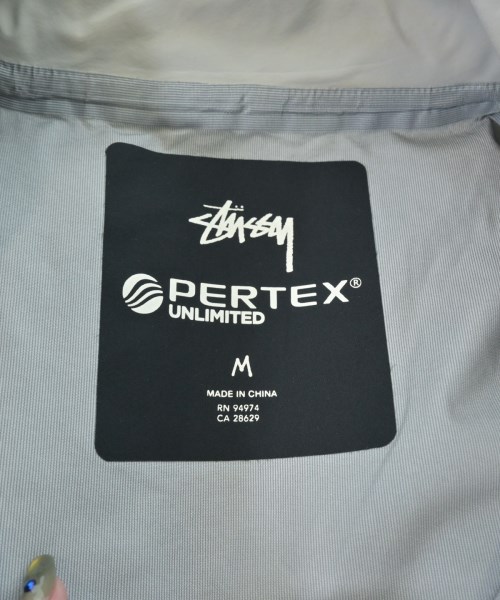 Stüssy
PERTEX®
UNLIMITED
M
MADE IN CHINA
RN 94974
CA 28629